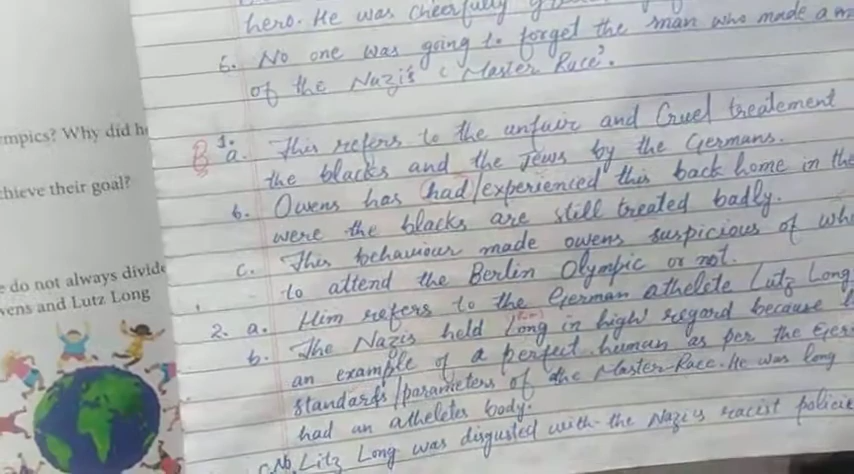 hero. He was cheerfully
6. No one was going to forget the man who made a
of the Nazi's 'Master Race'.
B 1. a. This refers to the unfair and Cruel treatement
the blacks and the Jews by the Germans.
b. Owens has had/experienced this back home in the
were the blacks are still treated badly.
c. This behaviour made owens suspicious of
to attend the Berlin Olympic or not.
2. a. Him refers to the German athelete Lutz Long
b. The Nazis held Long in high regard because
an example of a perfect human as per the
standards/parameters of the Master-Race. He was long
had an atheletes body.
c. No, Litz Long was disgusted with the Nazi's racist
mpics? Why did h
chieve their goal?
e do not always divide
wens and Lutz Long